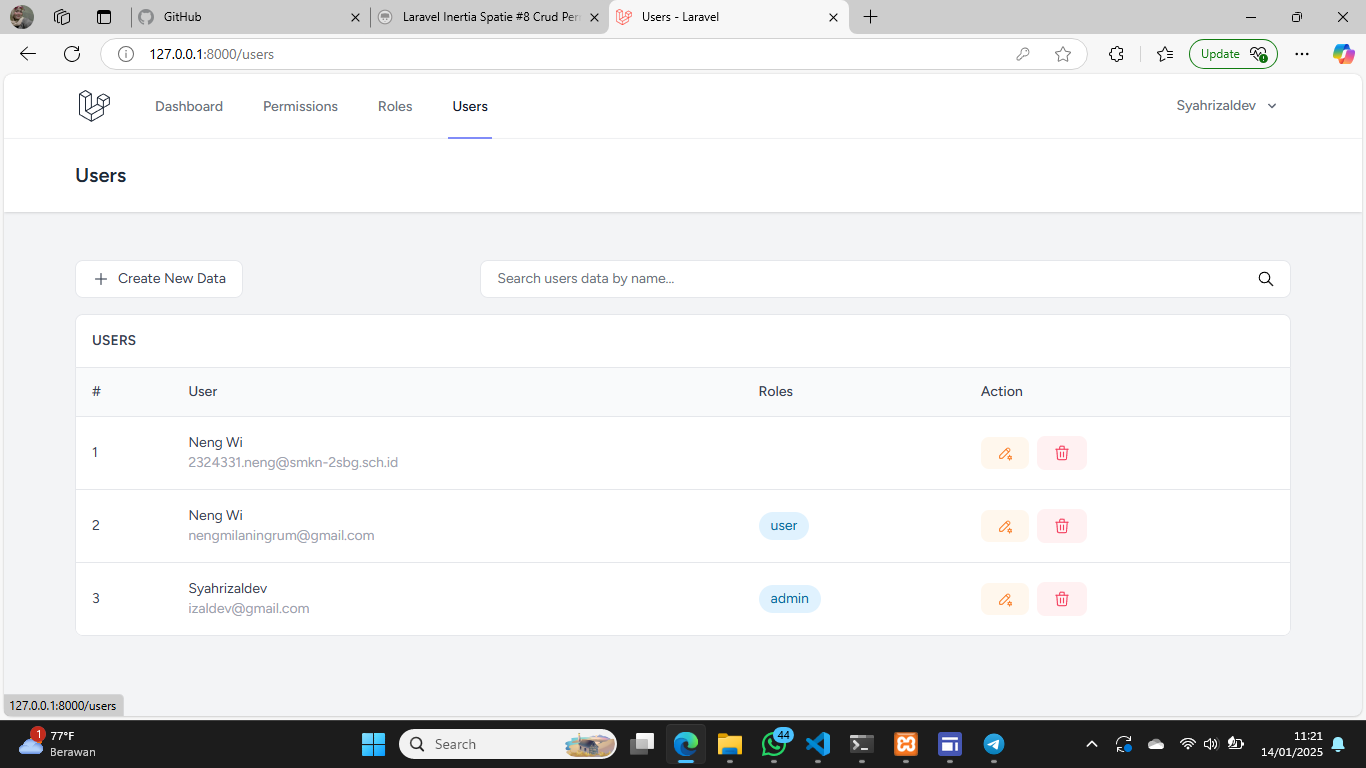 GitHub
Laravel Inertia Spatie #8 Crud Per
Users - Laravel
127.0.0.1:8000/users
Update
Dashboard
Permissions
Roles
Users
Syahrizaldev
Users
Create New Data
Search users data by name...
USERS
# User Roles Action
1 Neng Wi
2324331.neng@smkn-2sbg.sch.id
2 Neng Wi user
nengmilaningrum@gmail.com
3 Syahrizaldev admin
izaldev@gmail.com
127.0.0.1:8000/users
1
77°F
Berawan
Search
44
11:21
14/01/2025